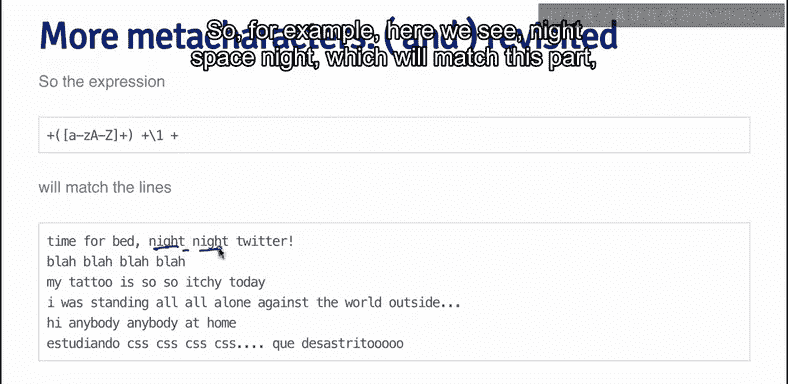 More metacharacters: ( and ) revisited
So, for example, here we see, night
space night, which will match this part,
So the expression
+([a-zA-Z]+) +\1 +
will match the lines
time for bed, night night twitter!
blah blah blah blah
my tattoo is so so itchy today
i was standing all all alone against the world outside...
hi anybody anybody at home
estudiando css css css css.... que desastritooooo